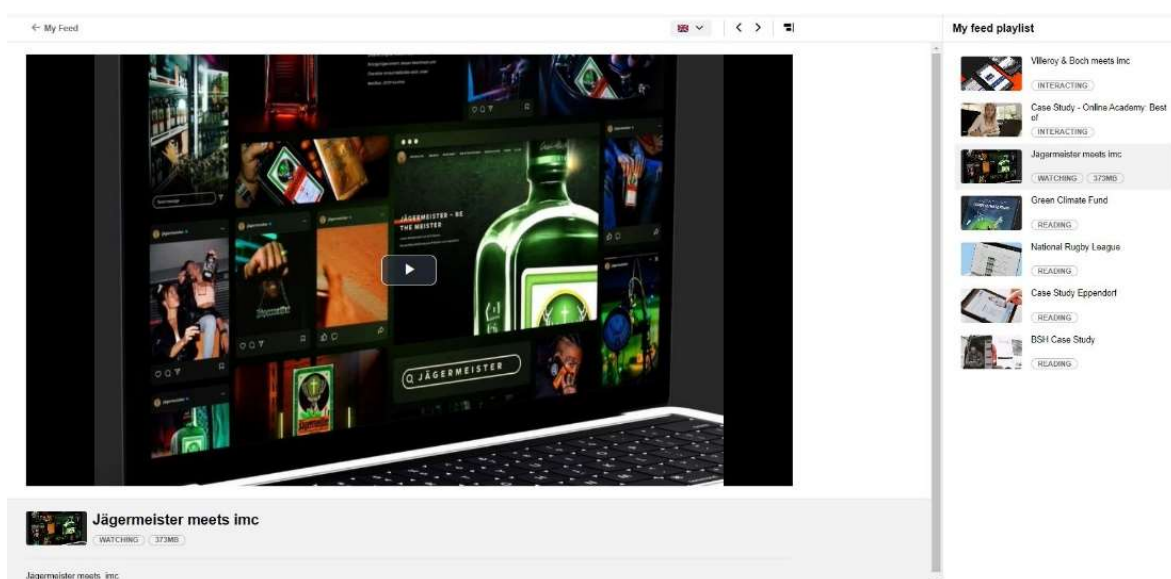 ← My Feed
My feed playlist
JÄGERMEISTER – BE
THE MEISTER
JÄGERMEISTER
Jägermeister
Villeroy & Boch meets imc
INTERACTING
Case Study - Online Academy: Best
of
INTERACTING
Jägermeister meets imc
WATCHING 373MB
Green Climate Fund
READING
National Rugby League
READING
Case Study Eppendorf
READING
BSH Case Study
READING
Jägermeister meets imc
WATCHING 373MB
Jägermeister meets imc